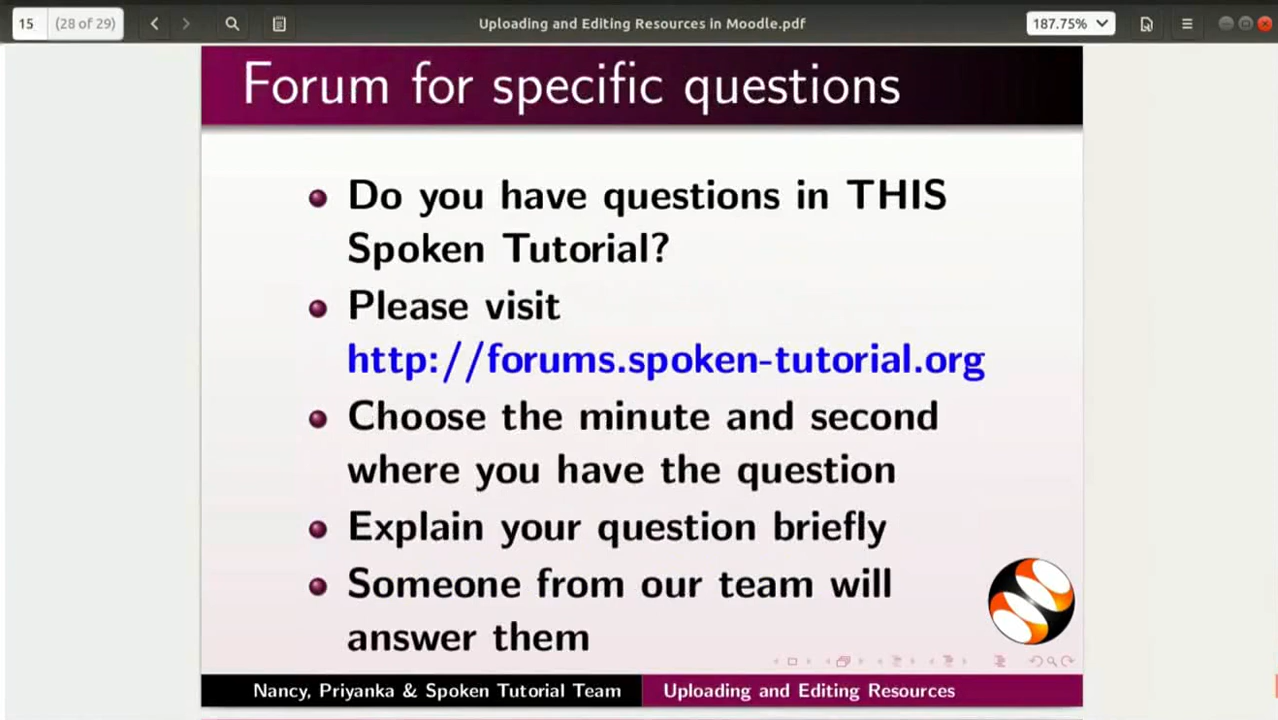 15 (28 of 29) Uploading and Editing Resources in Moodle.pdf 187.75%
Forum for specific questions
Do you have questions in THIS
Spoken Tutorial?
Please visit
http://forums.spoken-tutorial.org
Choose the minute and second
where you have the question
Explain your question briefly
Someone from our team will
answer them
Nancy, Priyanka & Spoken Tutorial Team Uploading and Editing Resources